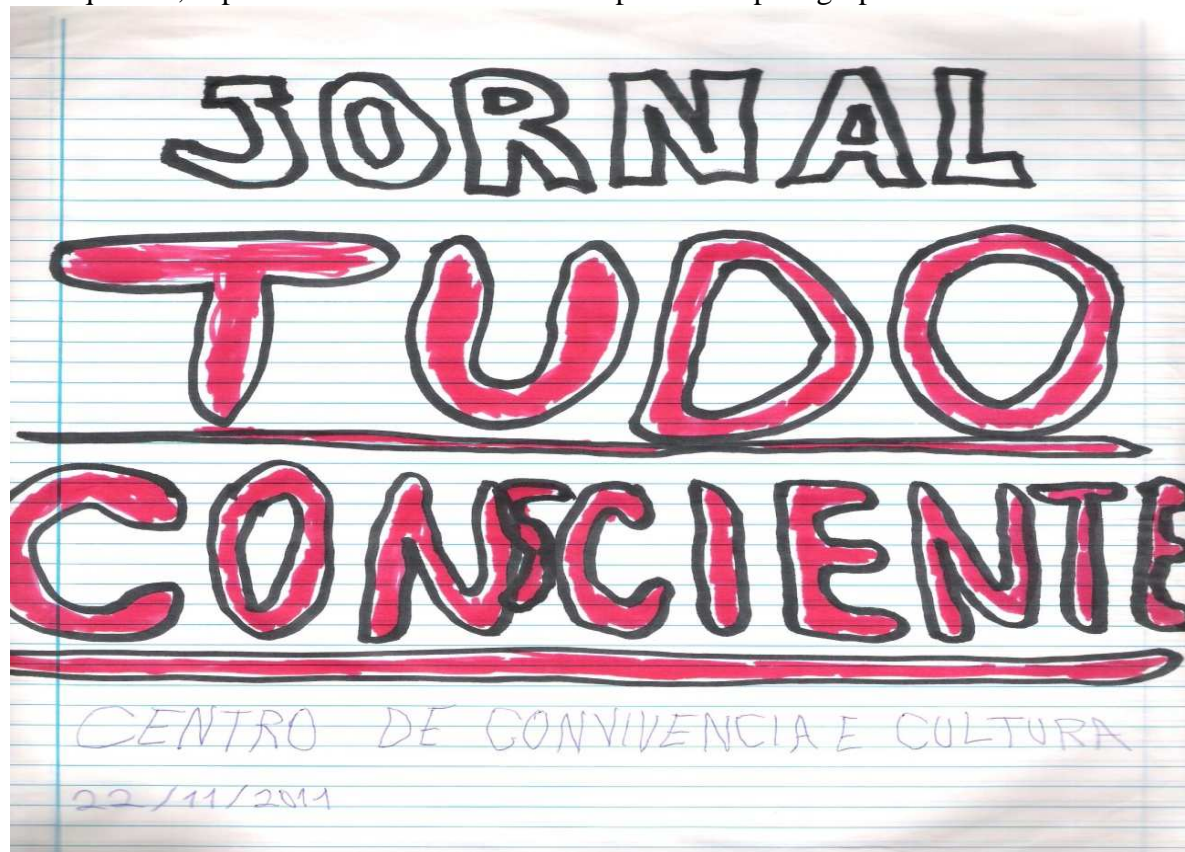 JORNAL
TUDO
CONSCIENTE
CENTRO DE CONVIVENCIA E CULTURA
22/11/2011